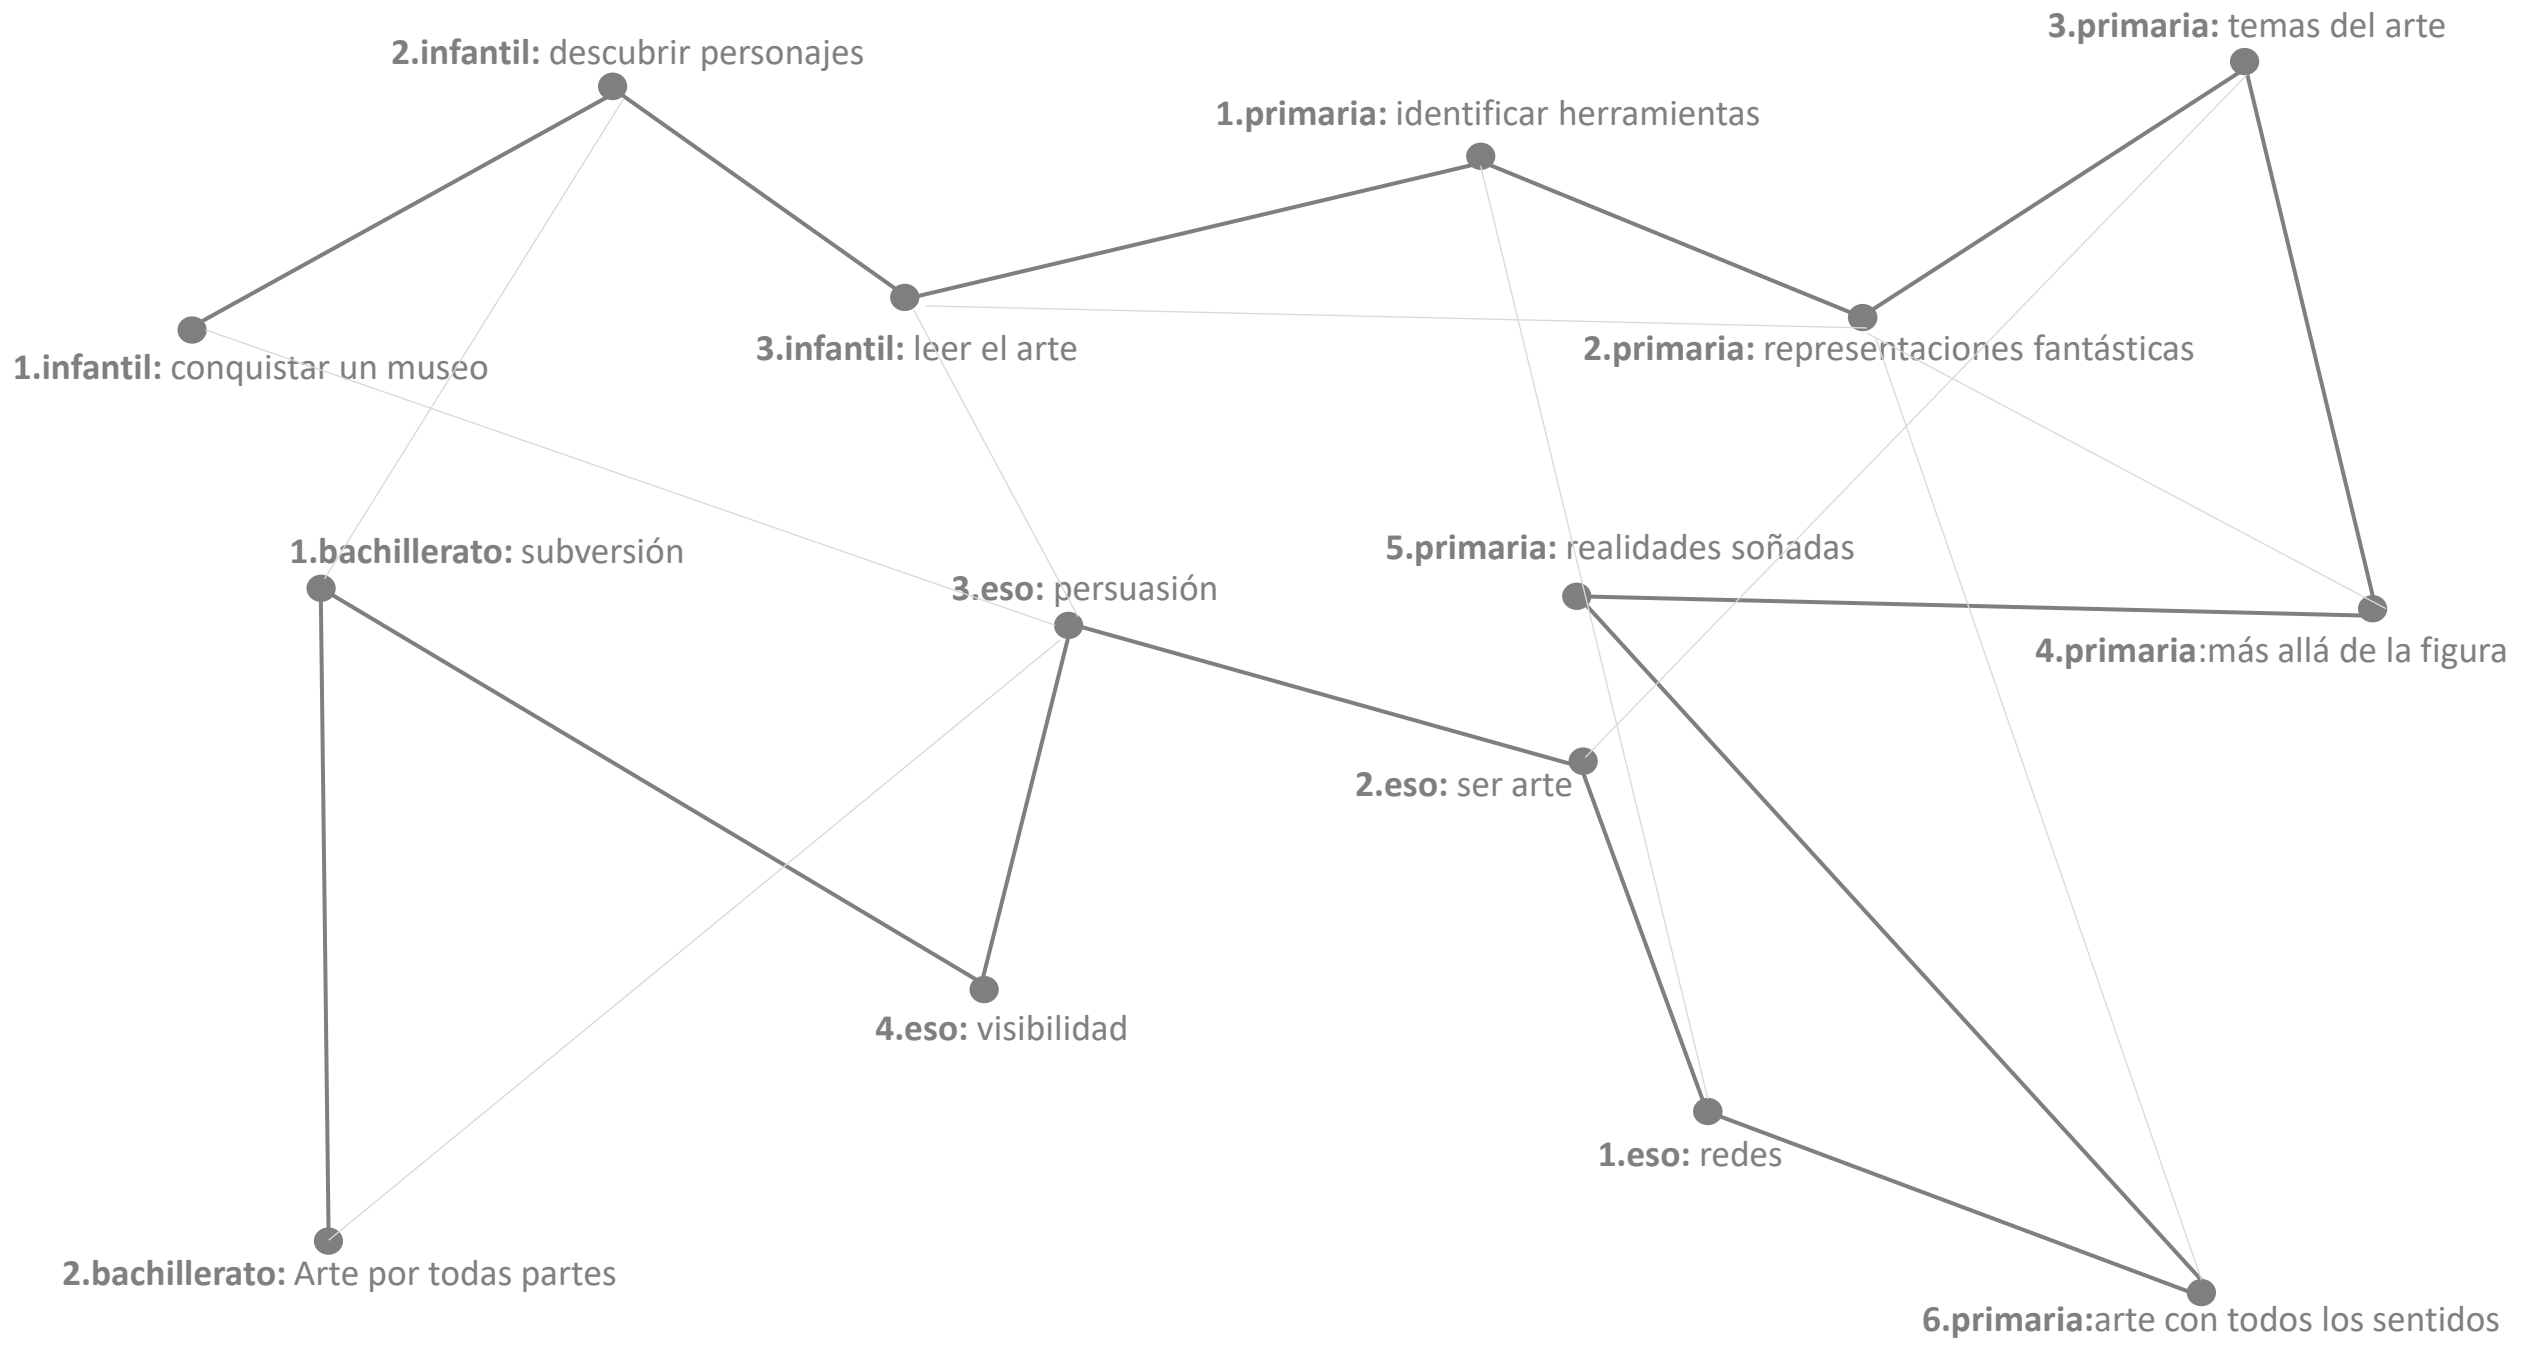 3.primaria: temas del arte
2.infantil: descubrir personajes
1.primaria: identificar herramientas
3.infantil: leer el arte
2.primaria: representaciones fantásticas
1.infantil: conquistar un museo
5.primaria: realidades soñadas
1.bachillerato: subversión
3.eso: persuasión
4.primaria:más allá de la figura
2.eso: ser arte
4.eso: visibilidad
1.eso: redes
2.bachillerato: Arte por todas partes
6.primaria:arte con todos los sentidos